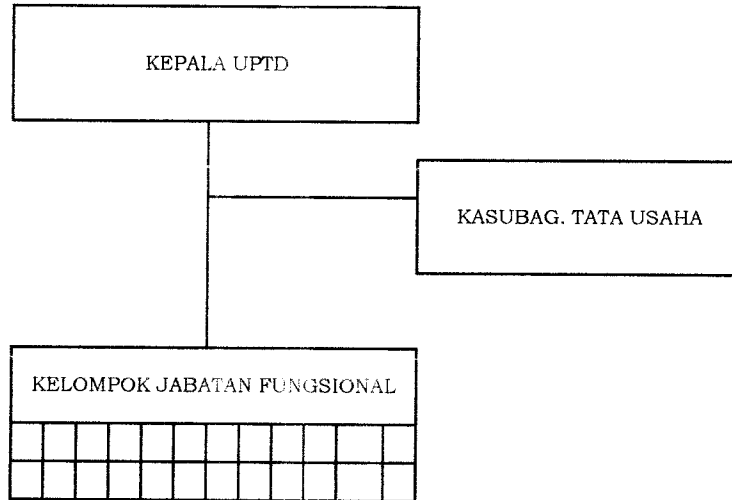 KEPALA UPTD
KASUBAG. TATA USAHA
KELOMPOK JABATAN FUNGSIONAL